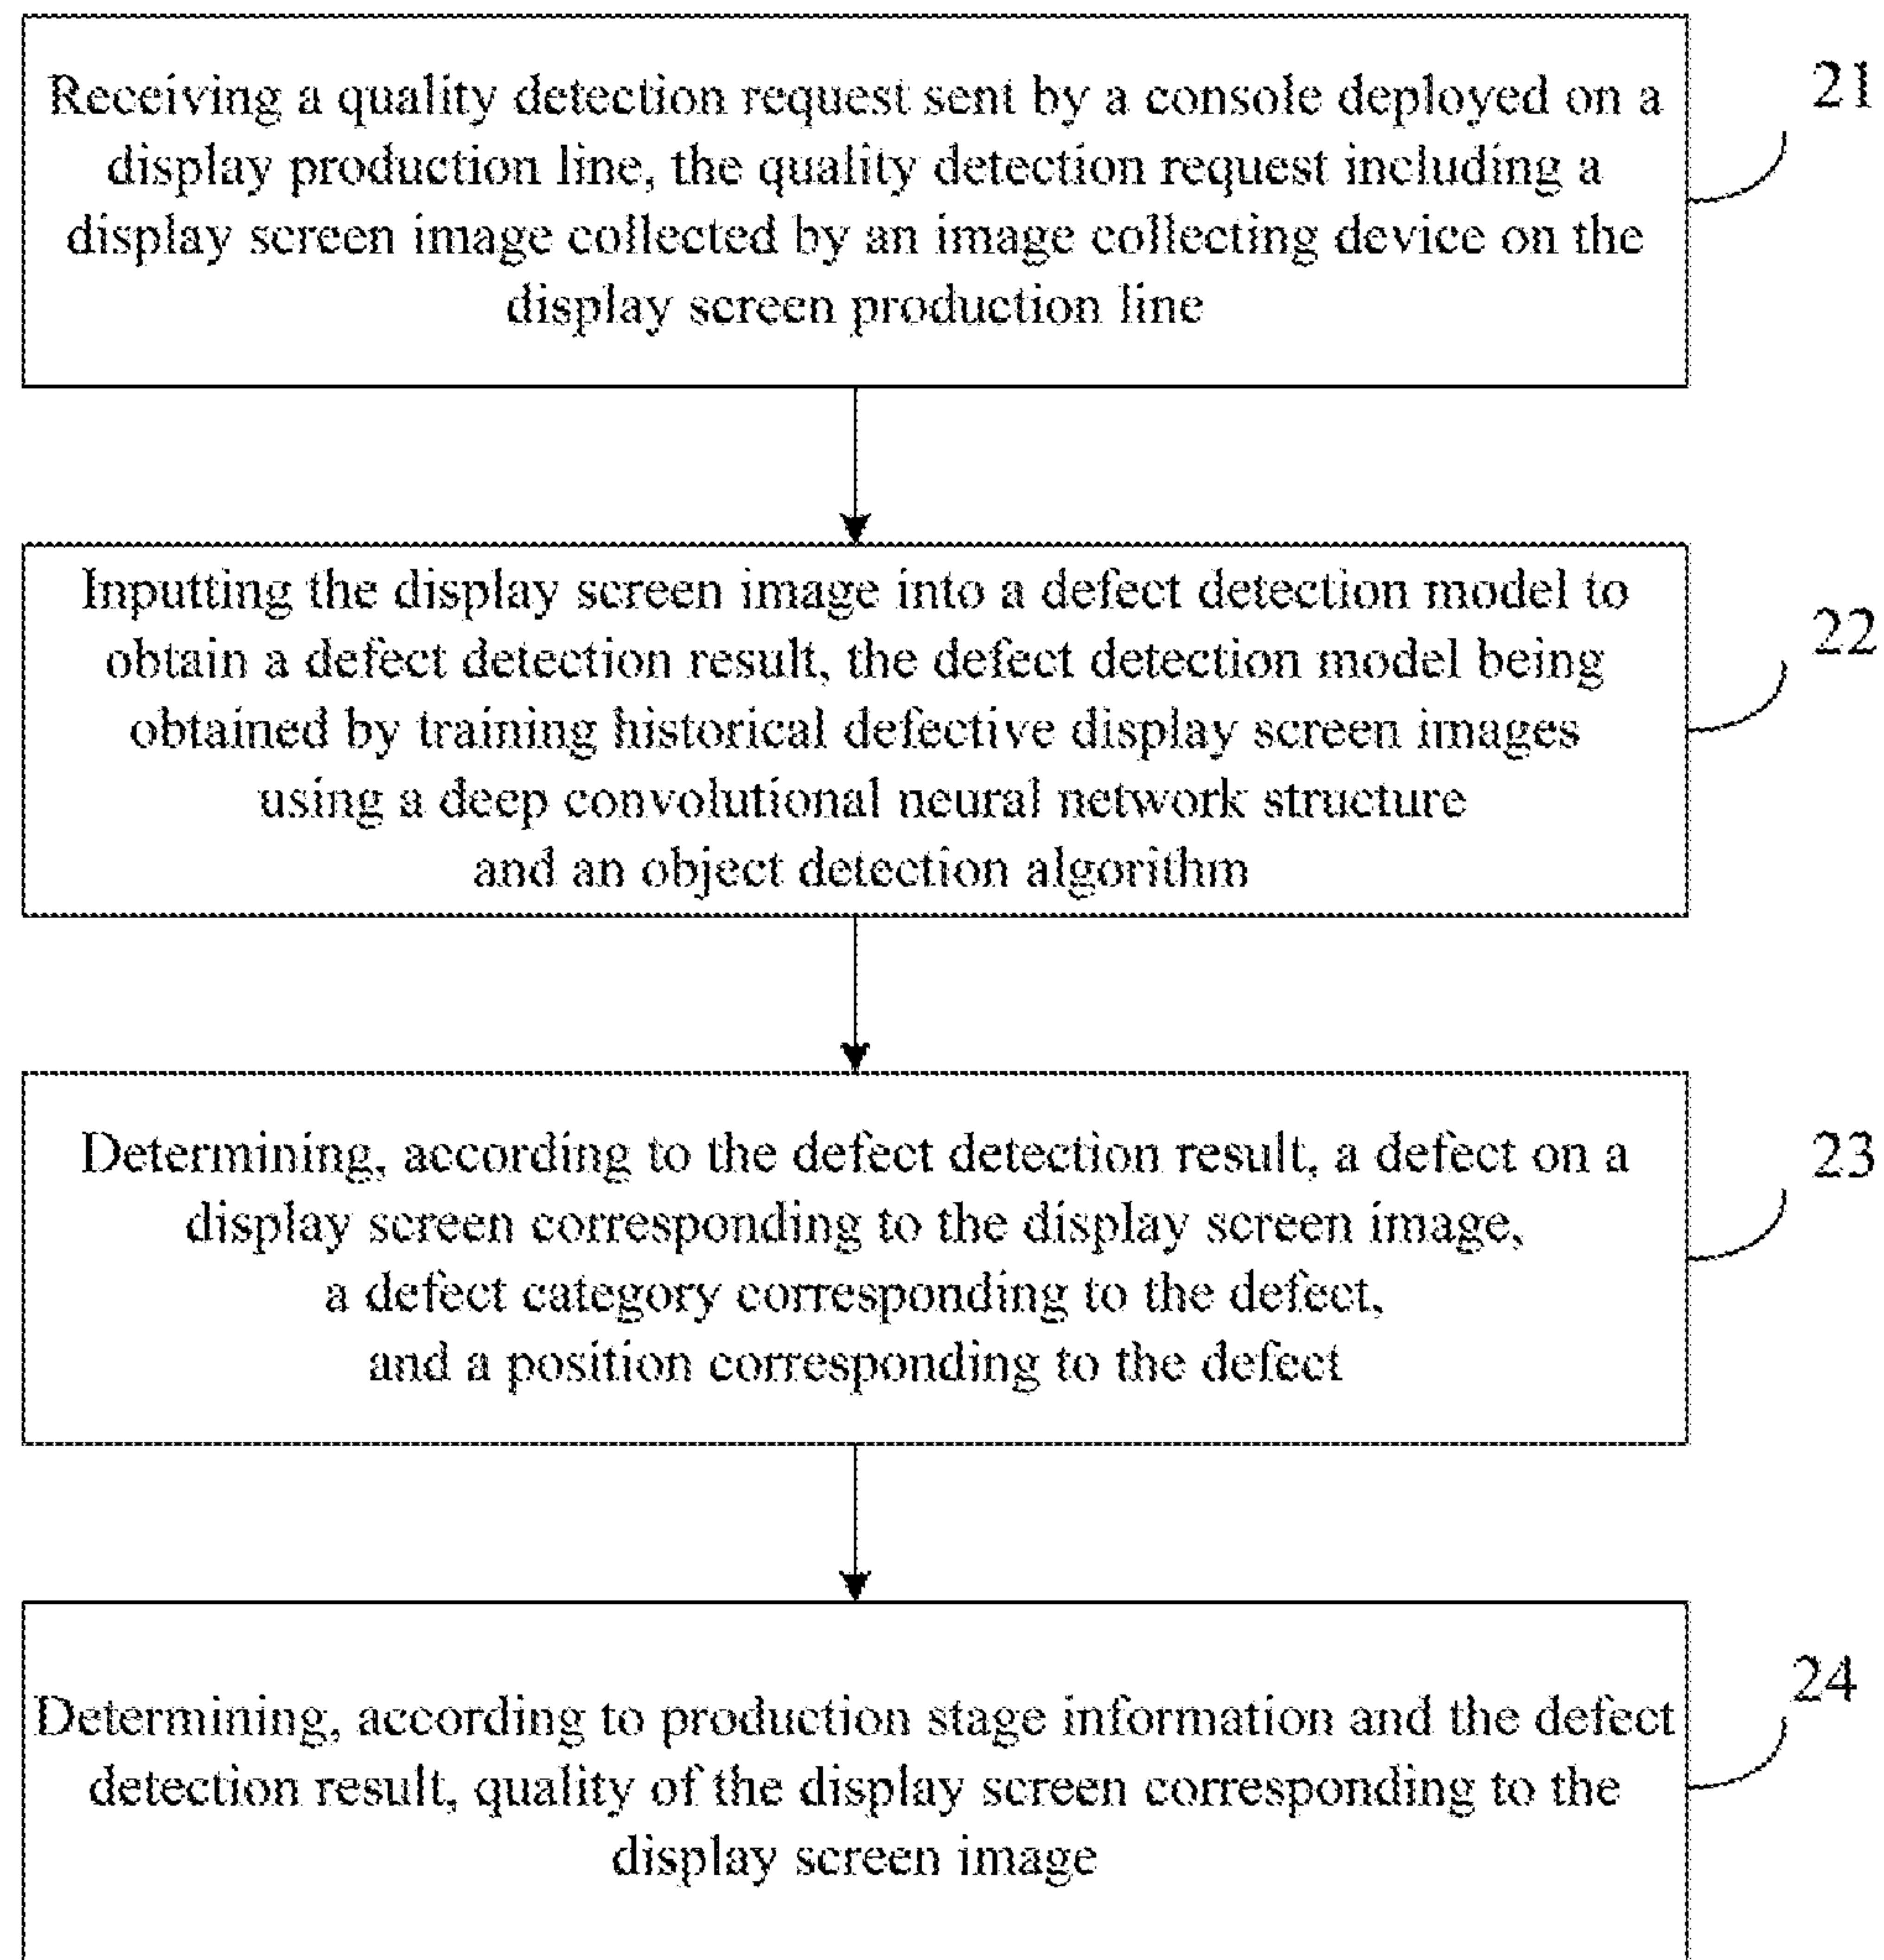 Receiving a quality detection request sent by a console deployed on a
display production line, the quality detection request including a
display screen image collected by an image collecting device on the
display screen production line
21
Inputting the display screen image into a defect detection model to
obtain a defect detection result, the defect detection model being
obtained by training historical defective display screen images
using a deep convolutional neural network structure
and an object detection algorithm
22
Determining, according to the defect detection result, a defect on a
display screen corresponding to the display screen image,
a defect category corresponding to the defect,
and a position corresponding to the defect
23
Determining, according to production stage information and the defect
detection result, quality of the display screen corresponding to the
display screen image
24